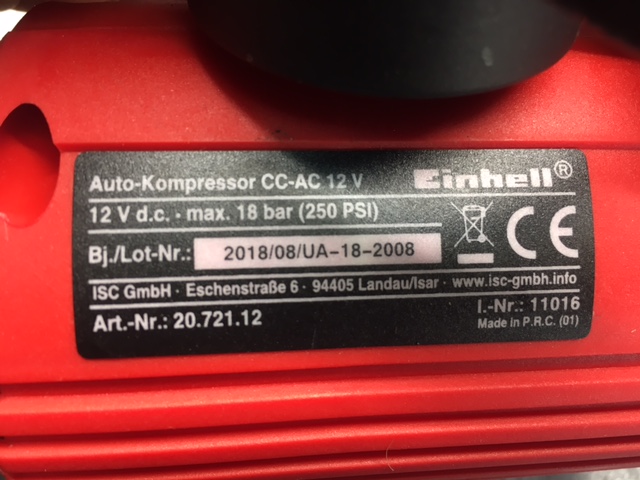 Auto-Kompressor CC-AC 12 V Einhell®
12 V d.c. · max. 18 bar (250 PSI)
CE
Bj./Lot-Nr.: 2018/08/UA-18-2008
ISC GmbH · Eschenstraße 6 · 94405 Landau/Isar · www.isc-gmbh.info
Art.-Nr.: 20.721.12 I.-Nr.: 11016
Made in P.R.C. (01)